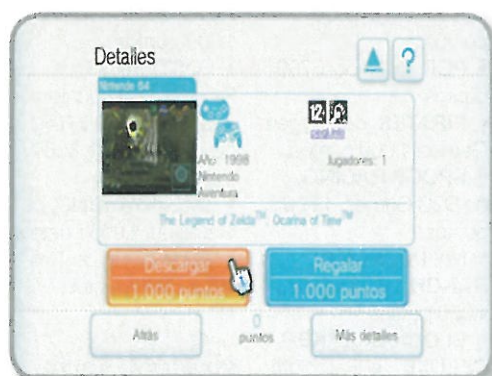 Detalles
?
Nintendo 64
12
pegi.info
Año: 1998
Jugadores: 1
Nintendo
Aventura
The Legend of Zelda™: Ocarina of Time™
Descargar
1.000 puntos
Regalar
1.000 puntos
Atrás
0
puntos
Más detalles